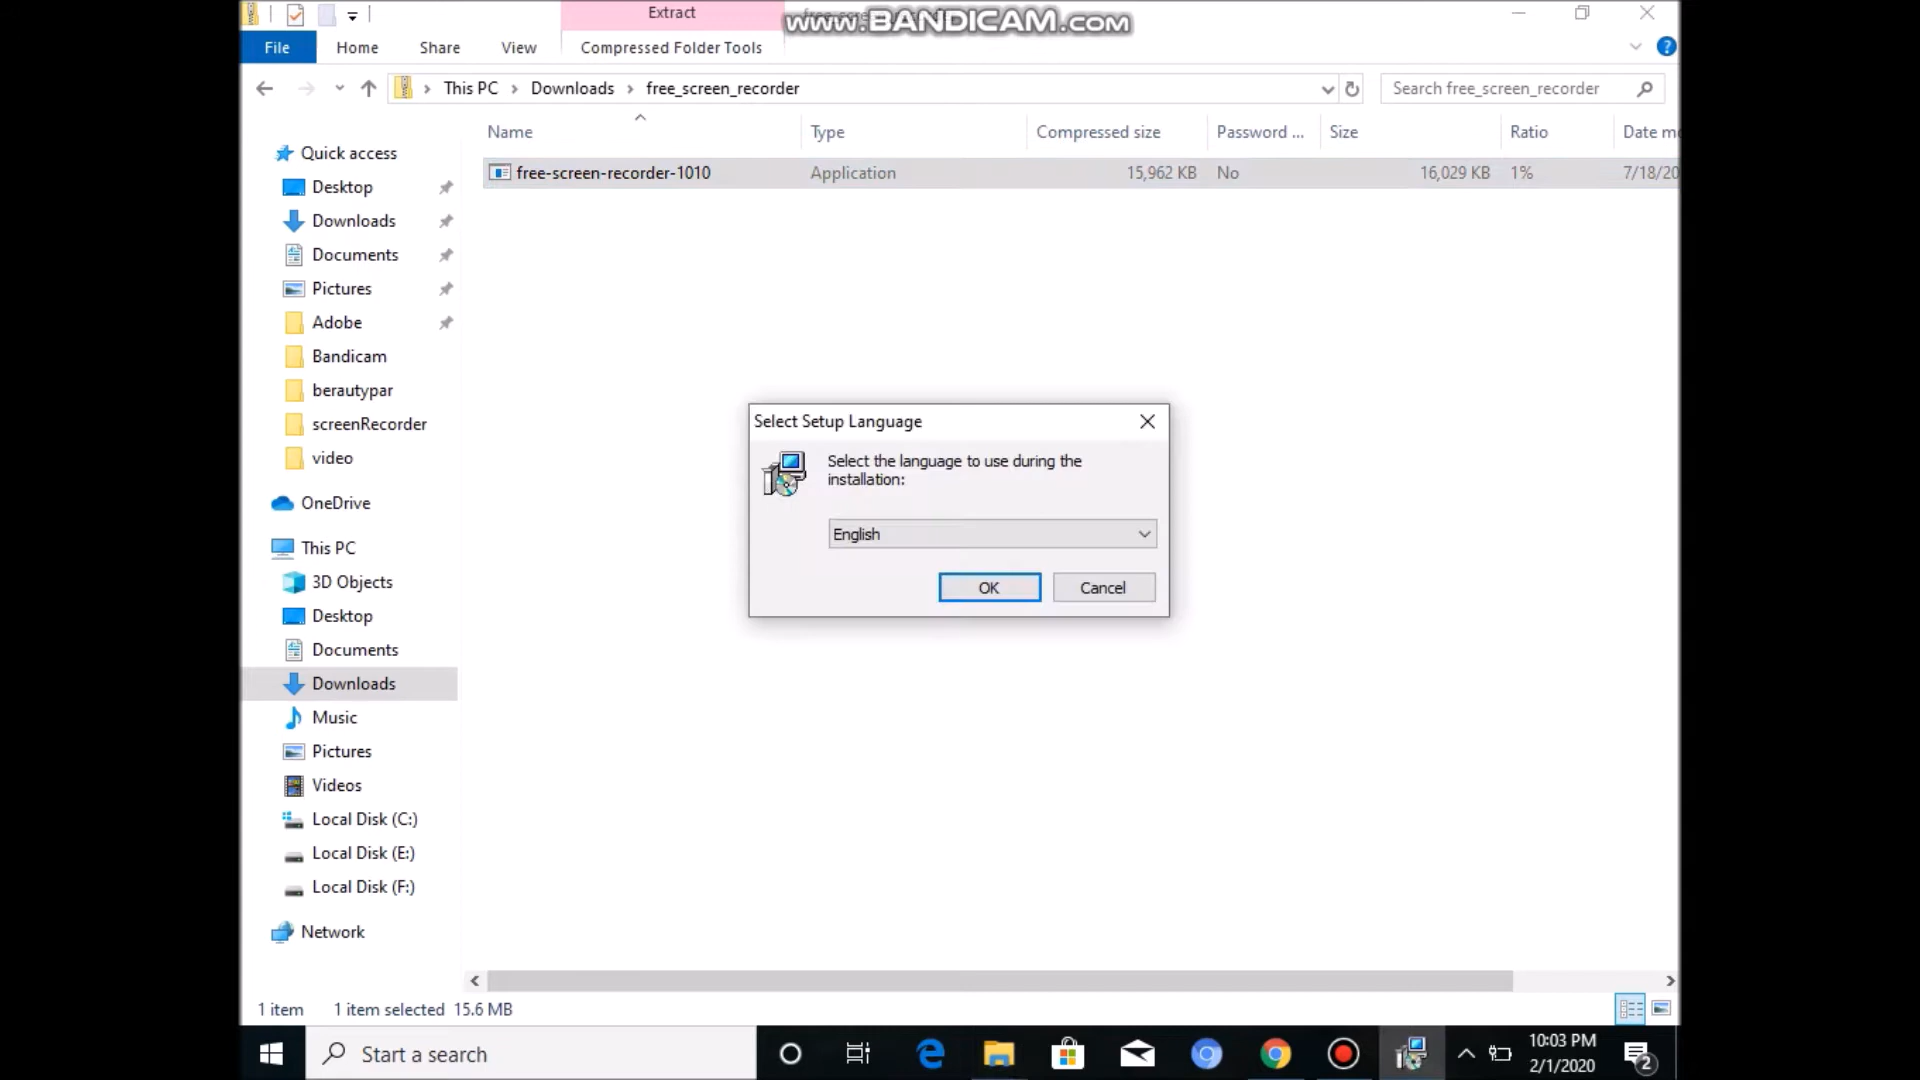 Extract
www.BANDICAM.com
File Home Share View Compressed Folder Tools
This PC Downloads free_screen_recorder
Search free_screen_recorder
Name Type Compressed size Password ... Size Ratio Date mo
free-screen-recorder-1010 Application 15,962 KB No 16,029 KB 1% 7/18/20
Quick access
Desktop
Downloads
Documents
Pictures
Adobe
Bandicam
berautypar
screenRecorder
video
OneDrive
This PC
3D Objects
Desktop
Documents
Downloads
Music
Pictures
Videos
Local Disk (C:)
Local Disk (E:)
Local Disk (F:)
Network
Select Setup Language
Select the language to use during the
installation:
English
OK Cancel
1 item 1 item selected 15.6 MB
Start a search
10:03 PM
2/1/2020
2